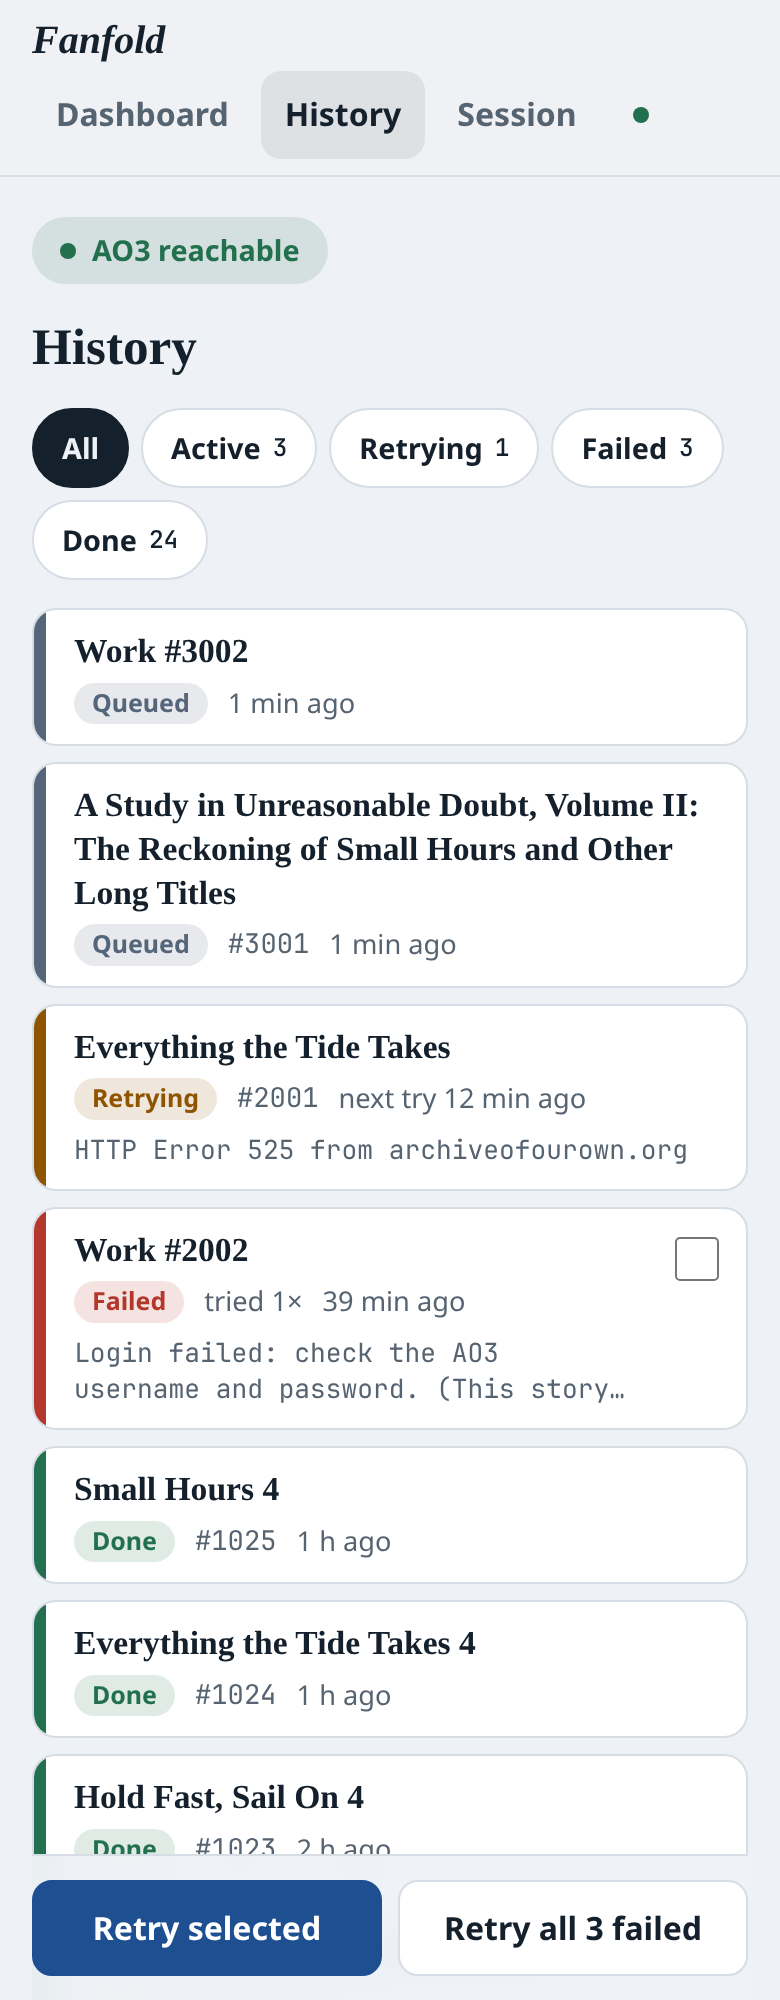 Fanfold
Dashboard History Session
AO3 reachable
History
All Active 3 Retrying 1 Failed 3
Done 24
Work #3002
Queued 1 min ago
A Study in Unreasonable Doubt, Volume II:
The Reckoning of Small Hours and Other
Long Titles
Queued #3001 1 min ago
Everything the Tide Takes
Retrying #2001 next try 12 min ago
HTTP Error 525 from archiveofourown.org
Work #2002
Failed tried 1× 39 min ago
Login failed: check the AO3
username and password. (This story…
Small Hours 4
Done #1025 1 h ago
Everything the Tide Takes 4
Done #1024 1 h ago
Hold Fast, Sail On 4
Done #1023 2 h ago
Retry selected Retry all 3 failed